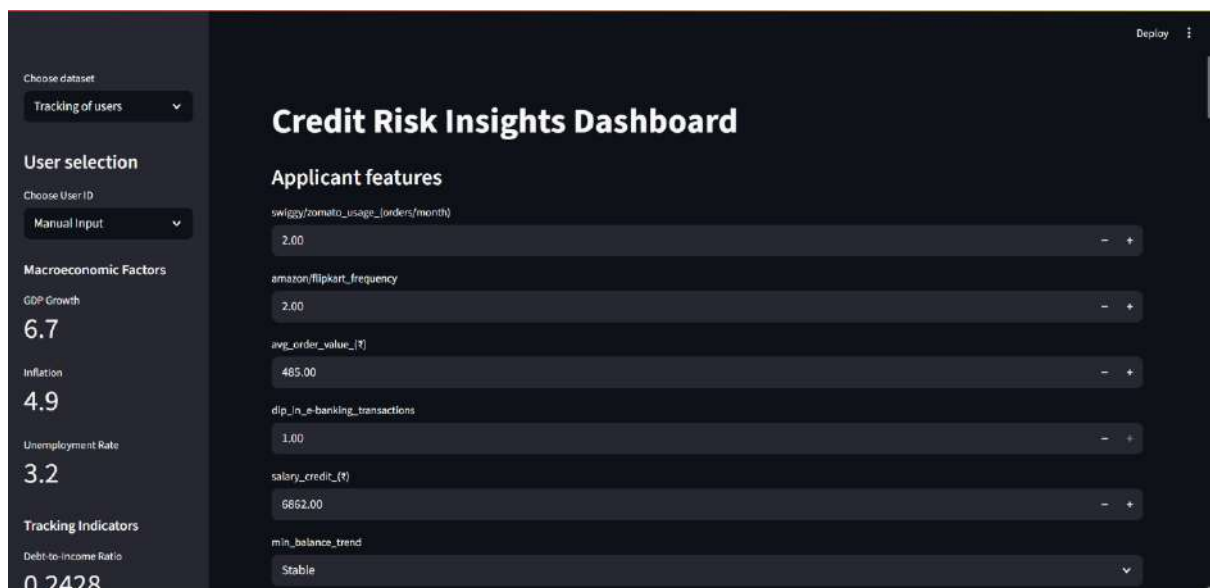 Deploy
Choose dataset
Tracking of users
User selection
Choose User ID
Manual Input
Macroeconomic Factors
GDP Growth
6.7
Inflation
4.9
Unemployment Rate
3.2
Tracking Indicators
Debt-to-Income Ratio
0.2428
Credit Risk Insights Dashboard
Applicant features
swiggy/zomato_usage_(orders/month)
2.00
amazon/flipkart_frequency
2.00
avg_order_value_(₹)
485.00
dip_in_e-banking_transactions
1.00
salary_credit_(₹)
6862.00
min_balance_trend
Stable